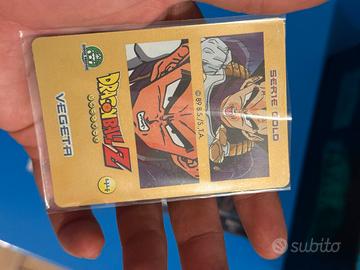 SERIE GOLD
© B.S./S.T.A.
DRAGON BALL Z
VEGETA
subito